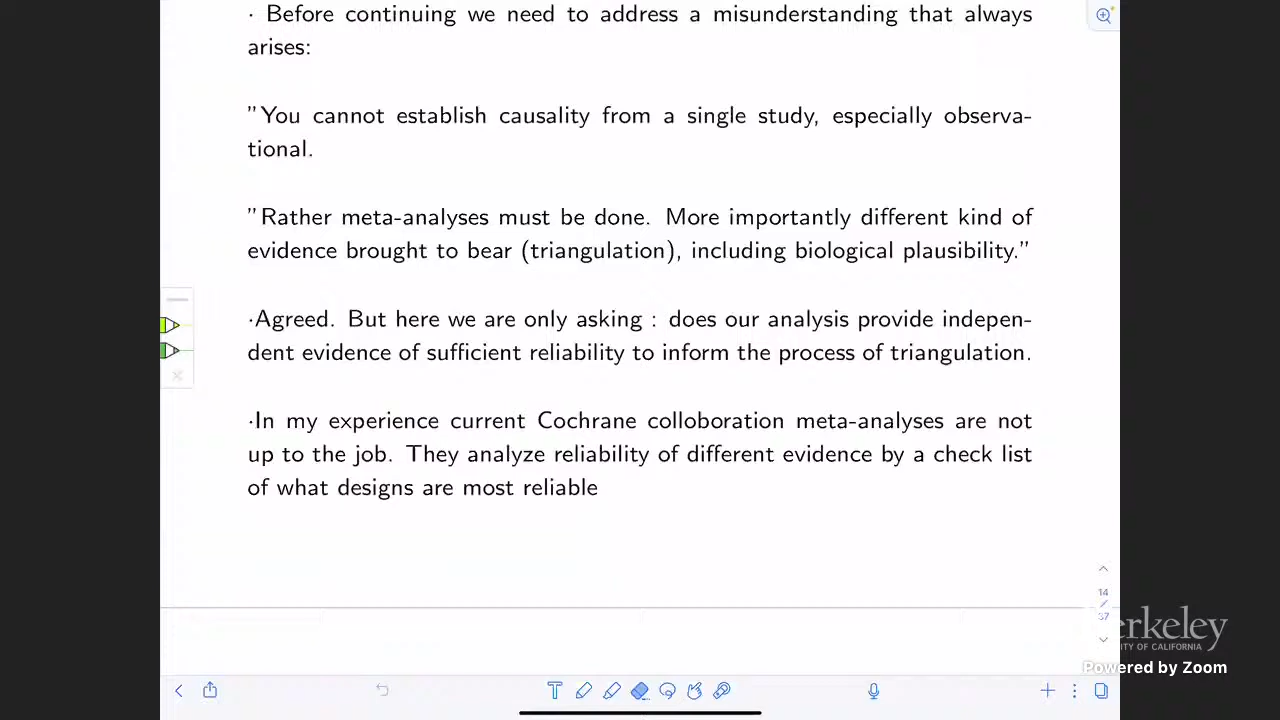 · Before continuing we need to address a misunderstanding that always
arises:
"You cannot establish causality from a single study, especially observa-
tional.
"Rather meta-analyses must be done. More importantly different kind of
evidence brought to bear (triangulation), including biological plausibility."
·Agreed. But here we are only asking : does our analysis provide indepen-
dent evidence of sufficient reliability to inform the process of triangulation.
·In my experience current Cochrane colloboration meta-analyses are not
up to the job. They analyze reliability of different evidence by a check list
of what designs are most reliable
14
/
37
erkeley
ITY OF CALIFORNIA
Powered by Zoom